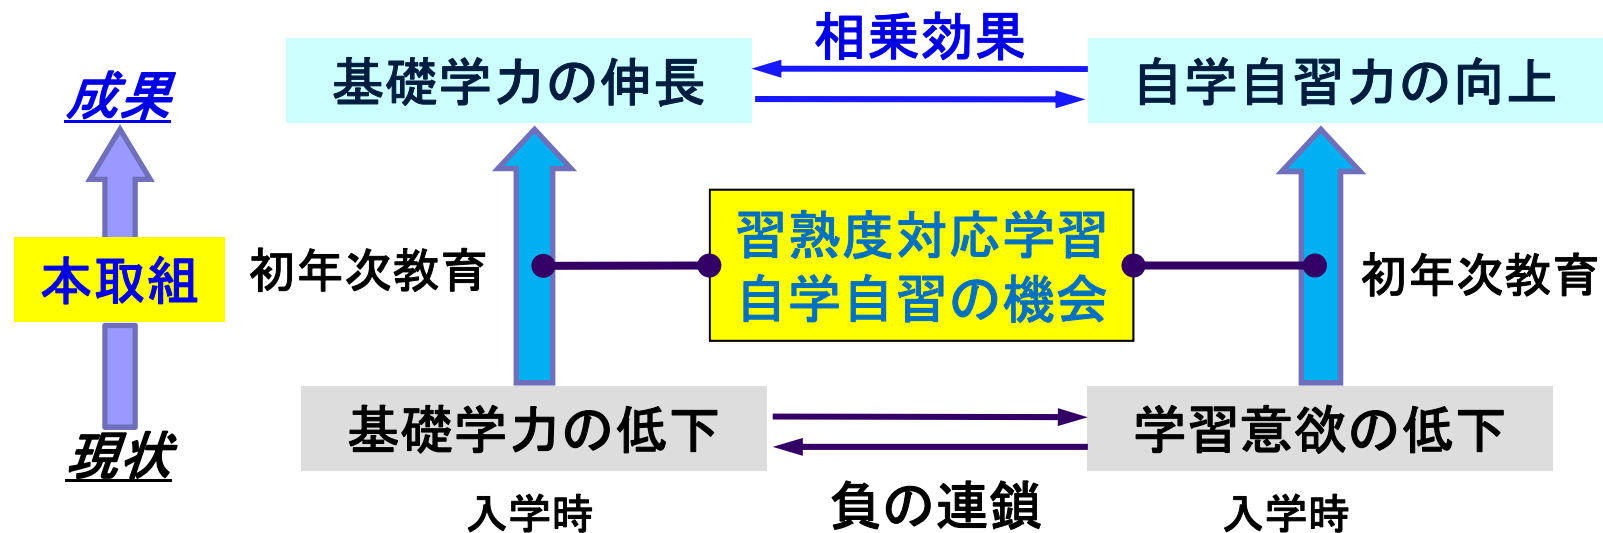 相乗効果
成果
基礎学力の伸長
自学自習力の向上
本取組
初年次教育
習熟度対応学習
自学自習の機会
初年次教育
現状
基礎学力の低下
学習意欲の低下
入学時
負の連鎖
入学時